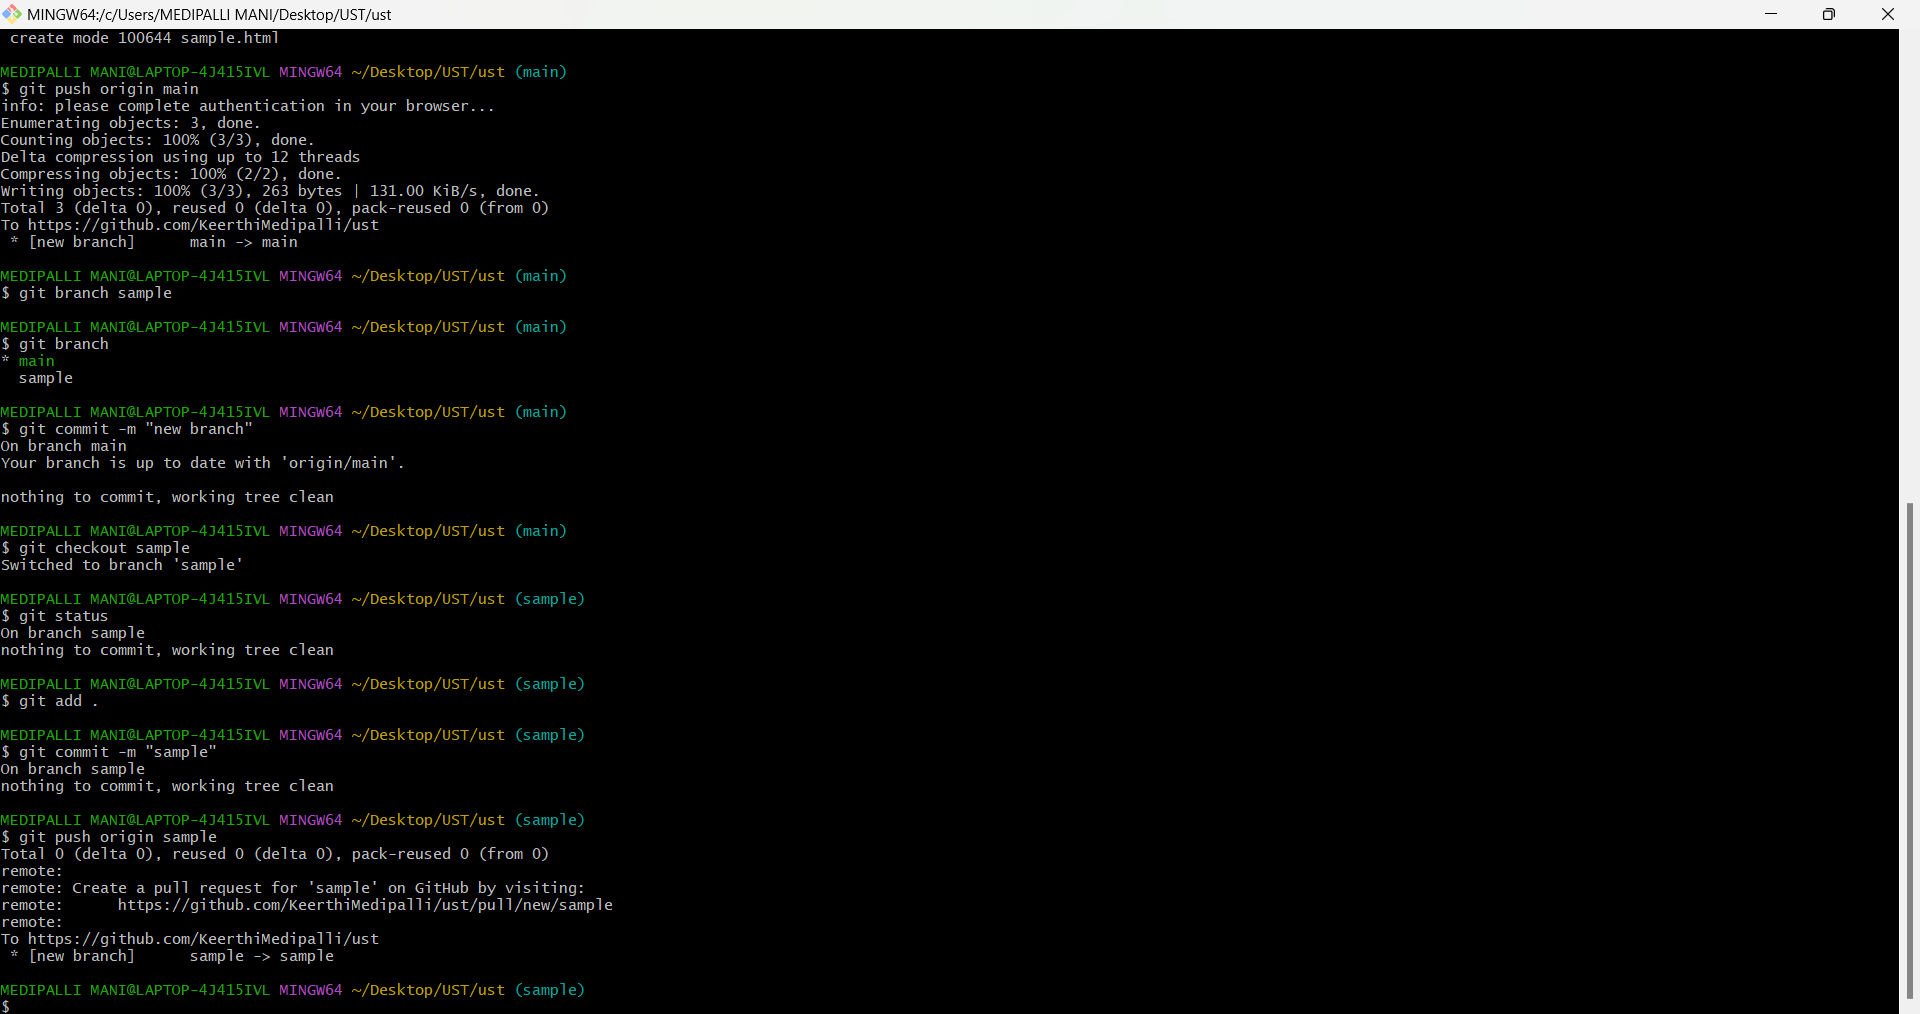 MINGW64:/c/Users/MEDIPALLI MANI/Desktop/UST/ust
 create mode 100644 sample.html
MEDIPALLI MANI@LAPTOP-4J415IVL MINGW64 ~/Desktop/UST/ust (main)
$ git push origin main
info: please complete authentication in your browser...
Enumerating objects: 3, done.
Counting objects: 100% (3/3), done.
Delta compression using up to 12 threads
Compressing objects: 100% (2/2), done.
Writing objects: 100% (3/3), 263 bytes | 131.00 KiB/s, done.
Total 3 (delta 0), reused 0 (delta 0), pack-reused 0 (from 0)
To https://github.com/KeerthiMedipalli/ust
 * [new branch]      main -> main
MEDIPALLI MANI@LAPTOP-4J415IVL MINGW64 ~/Desktop/UST/ust (main)
$ git branch sample
MEDIPALLI MANI@LAPTOP-4J415IVL MINGW64 ~/Desktop/UST/ust (main)
$ git branch
* main
  sample
MEDIPALLI MANI@LAPTOP-4J415IVL MINGW64 ~/Desktop/UST/ust (main)
$ git commit -m "new branch"
On branch main
Your branch is up to date with 'origin/main'.
nothing to commit, working tree clean
MEDIPALLI MANI@LAPTOP-4J415IVL MINGW64 ~/Desktop/UST/ust (main)
$ git checkout sample
Switched to branch 'sample'
MEDIPALLI MANI@LAPTOP-4J415IVL MINGW64 ~/Desktop/UST/ust (sample)
$ git status
On branch sample
nothing to commit, working tree clean
MEDIPALLI MANI@LAPTOP-4J415IVL MINGW64 ~/Desktop/UST/ust (sample)
$ git add .
MEDIPALLI MANI@LAPTOP-4J415IVL MINGW64 ~/Desktop/UST/ust (sample)
$ git commit -m "sample"
On branch sample
nothing to commit, working tree clean
MEDIPALLI MANI@LAPTOP-4J415IVL MINGW64 ~/Desktop/UST/ust (sample)
$ git push origin sample
Total 0 (delta 0), reused 0 (delta 0), pack-reused 0 (from 0)
remote:
remote: Create a pull request for 'sample' on GitHub by visiting:
remote:      https://github.com/KeerthiMedipalli/ust/pull/new/sample
remote:
To https://github.com/KeerthiMedipalli/ust
 * [new branch]      sample -> sample
MEDIPALLI MANI@LAPTOP-4J415IVL MINGW64 ~/Desktop/UST/ust (sample)
$